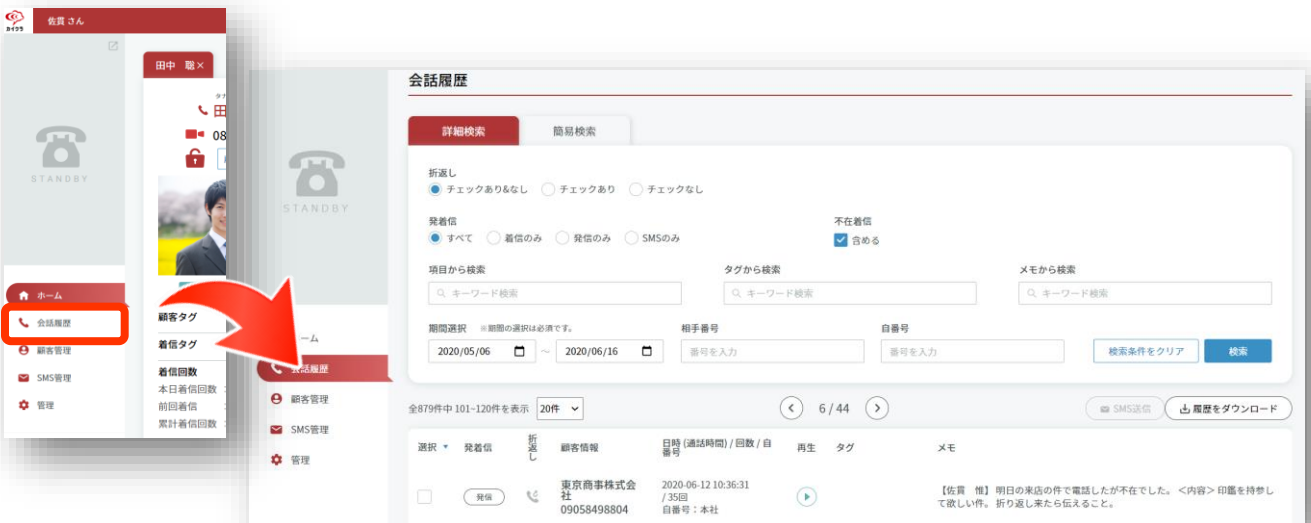 カイクラ
佐貫 さん
STANDBY
田中 聡×
08
ホーム
会話履歴
顧客管理
SMS管理
管理
顧客タグ
着信タグ
着信回数
本日着信回数
前回着信
累計着信回数
STANDBY
ーム
会話履歴
顧客管理
SMS管理
管理
会話履歴
詳細検索 簡易検索
折返し
チェックあり&なし チェックあり チェックなし
発着信 不在着信
すべて 着信のみ 発信のみ SMSのみ 含める
項目から検索 タグから検索 メモから検索
キーワード検索 キーワード検索 キーワード検索
期間選択 ※期間の選択は必須です。 相手番号 自番号
2020/05/06 ~ 2020/06/16 番号を入力 番号を入力 検索条件をクリア 検索
全879件中 101~120件を表示 20件 6 / 44 SMS送信 履歴をダウンロード
選択 発着信 折返し 顧客情報 日時 (通話時間) / 回数 / 自番号 再生 タグ メモ
発信 東京商事株式会社 09058498804 2020-06-12 10:36:31 / 35回 自番号：本社 【佐貫 惟】明日の来店の件で電話したが不在でした。＜内容＞印鑑を持参して欲しい件。折り返し来たら伝えること。